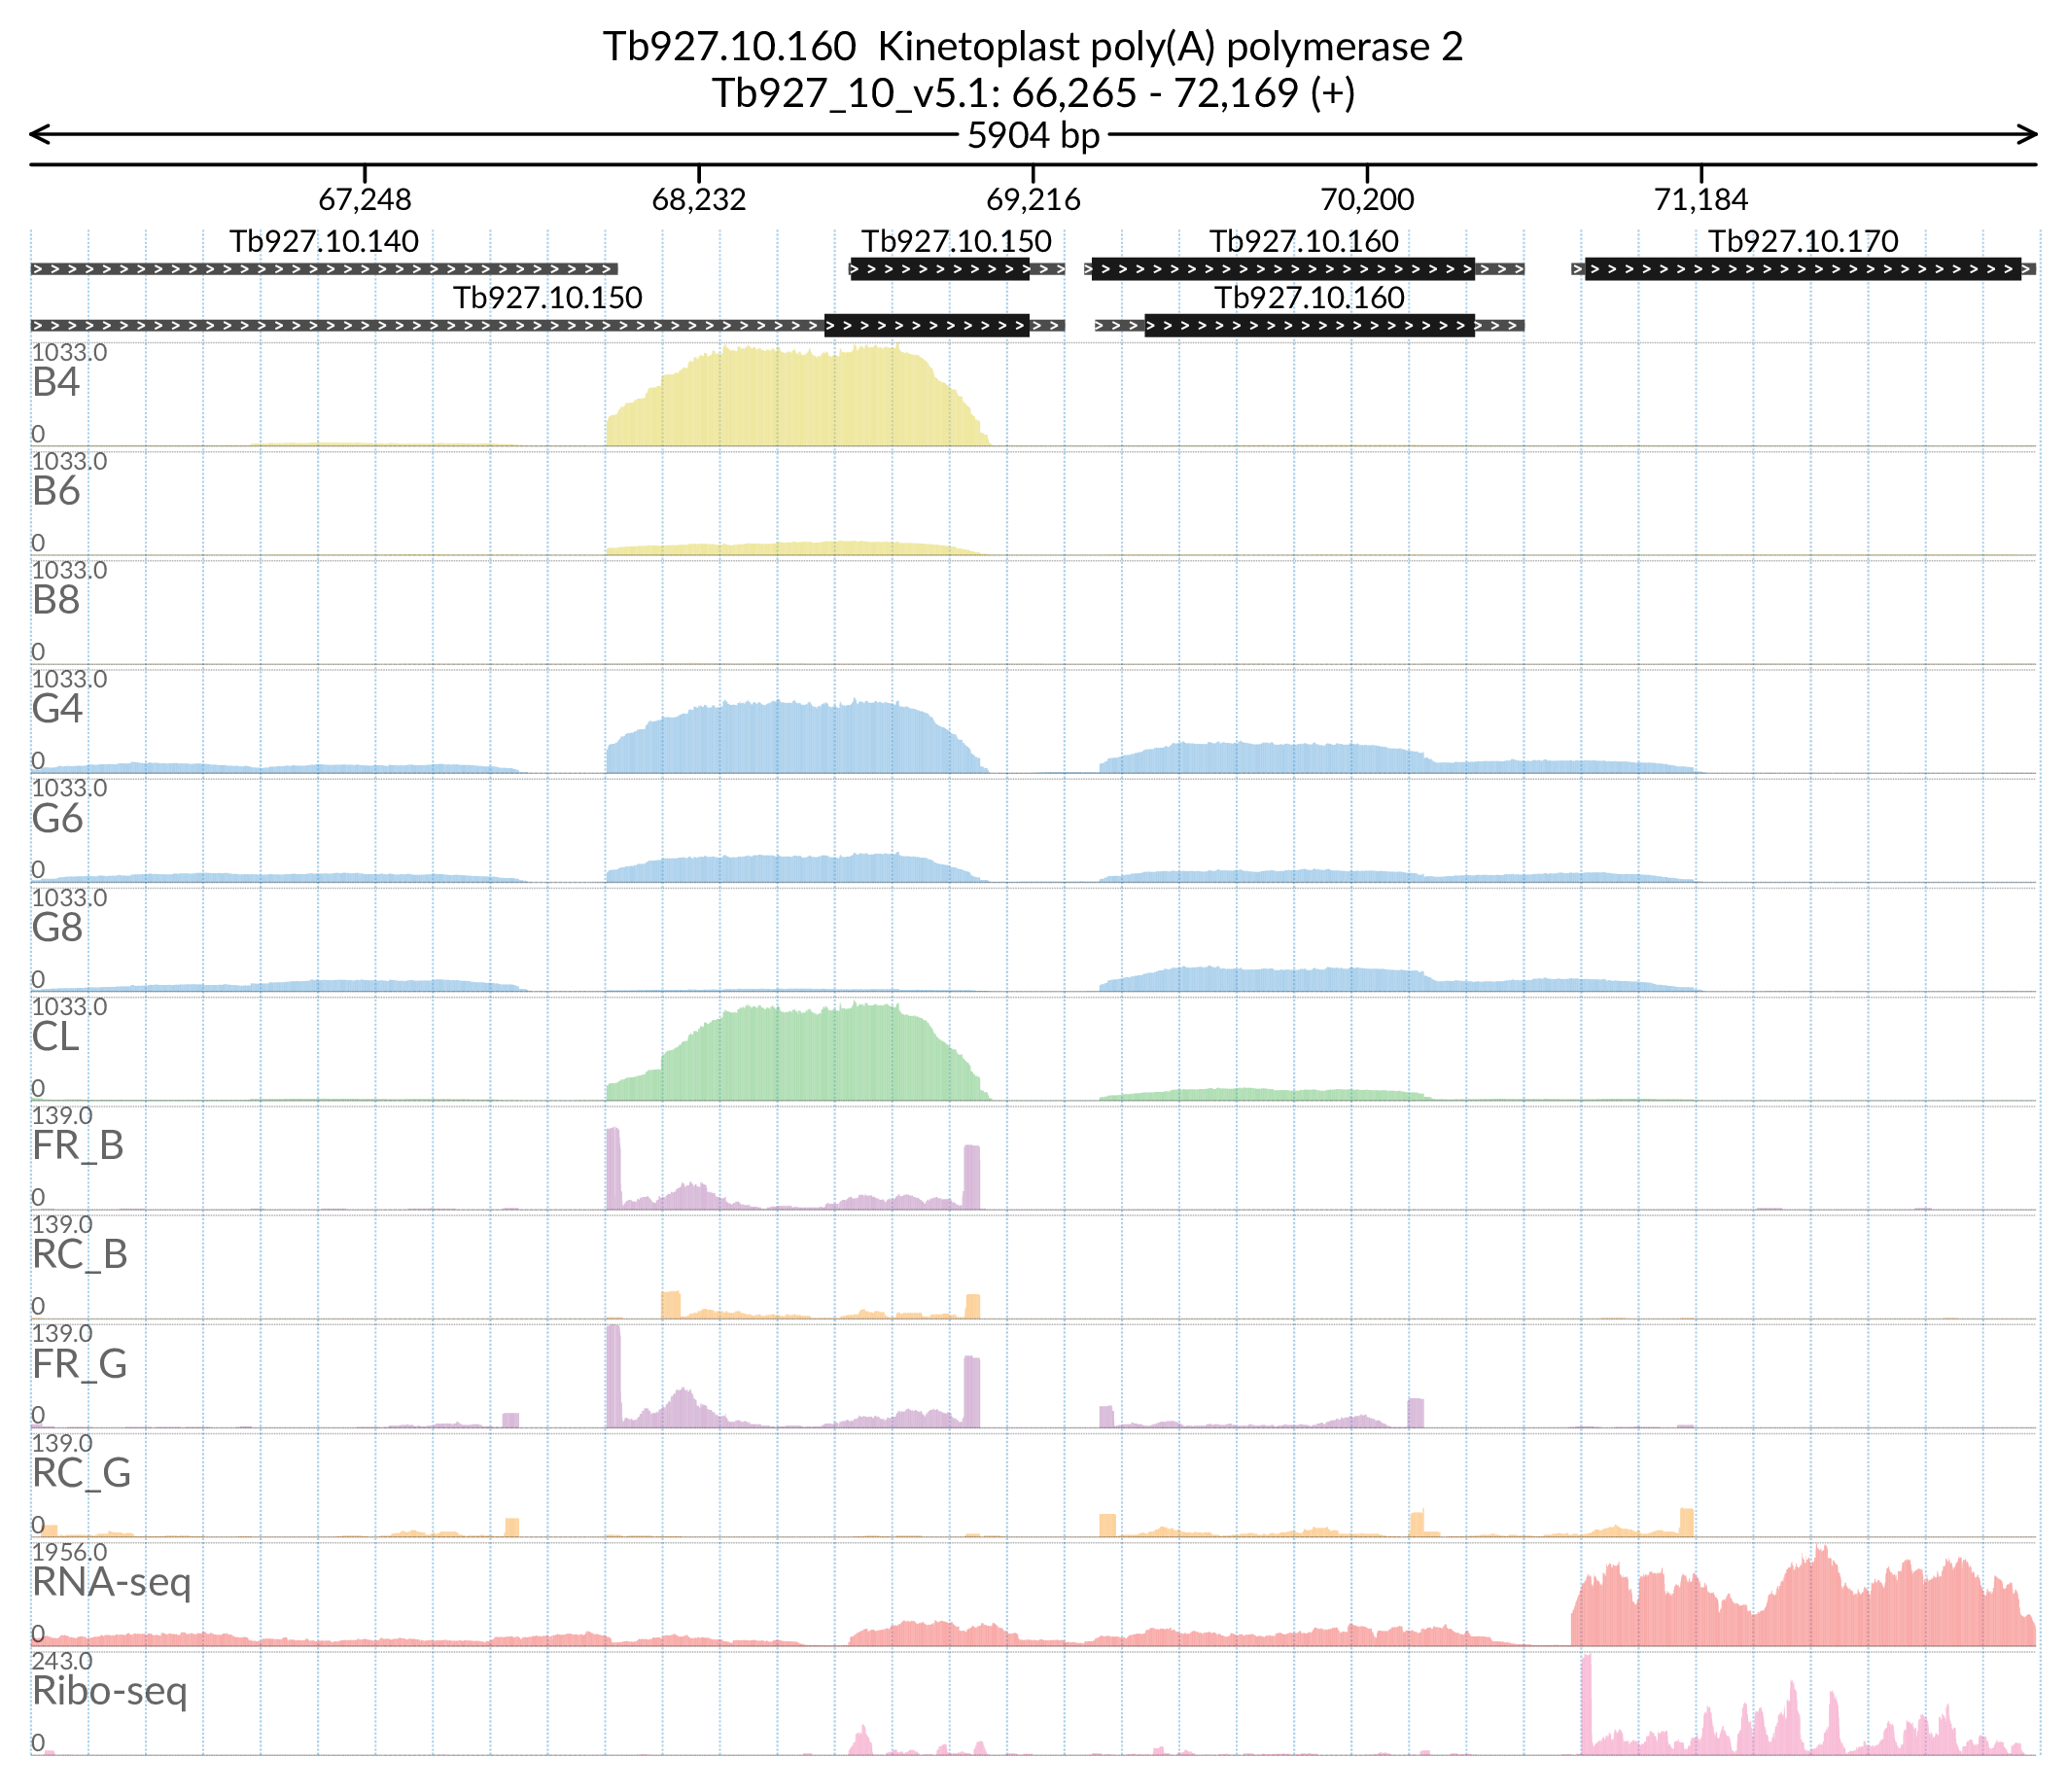 Tb927.10.160 Kinetoplast poly(A) polymerase 2
Tb927_10_v5.1: 66,265 - 72,169 (+)
5904 bp
67,248 68,232 69,216 70,200 71,184
Tb927.10.140 Tb927.10.150 Tb927.10.160 Tb927.10.170
Tb927.10.150 Tb927.10.160
1033.0
B4
0
1033.0
B6
0
1033.0
B8
0
1033.0
G4
0
1033.0
G6
0
1033.0
G8
0
1033.0
CL
0
139.0
FR_B
0
139.0
RC_B
0
139.0
FR_G
0
139.0
RC_G
0
1956.0
RNA-seq
0
243.0
Ribo-seq
0